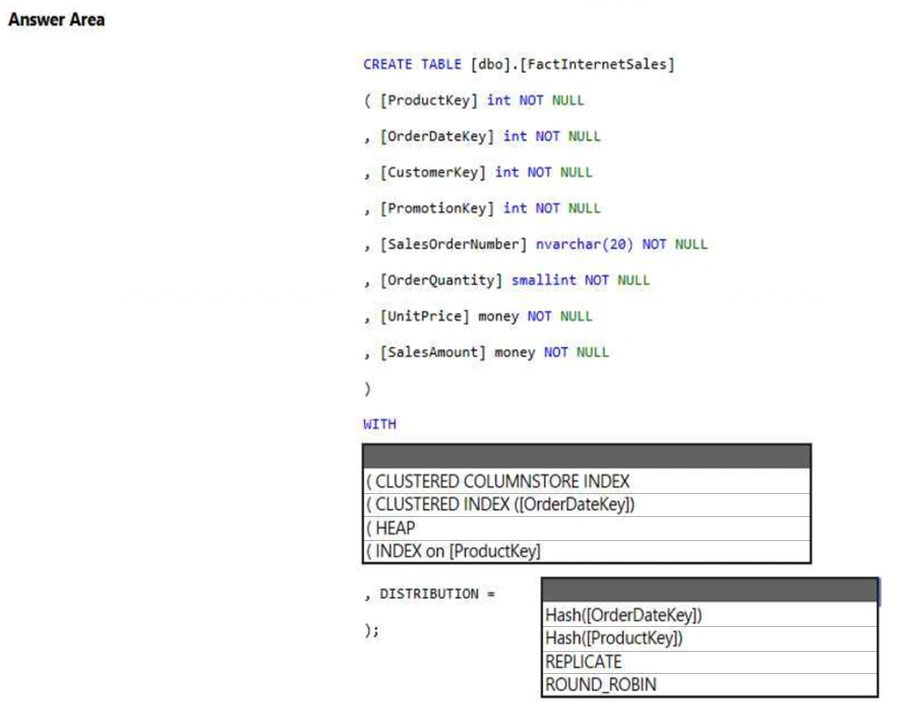 Answer Area
CREATE TABLE [dbo].[FactInternetSales]
( [ProductKey] int NOT NULL
, [OrderDateKey] int NOT NULL
, [CustomerKey] int NOT NULL
, [PromotionKey] int NOT NULL
, [SalesOrderNumber] nvarchar(20) NOT NULL
, [OrderQuantity] smallint NOT NULL
, [UnitPrice] money NOT NULL
, [SalesAmount] money NOT NULL
)
WITH
( CLUSTERED COLUMNSTORE INDEX
( CLUSTERED INDEX ([OrderDateKey])
( HEAP
( INDEX on [ProductKey]
, DISTRIBUTION =
Hash([OrderDateKey])
Hash([ProductKey])
REPLICATE
ROUND_ROBIN
);